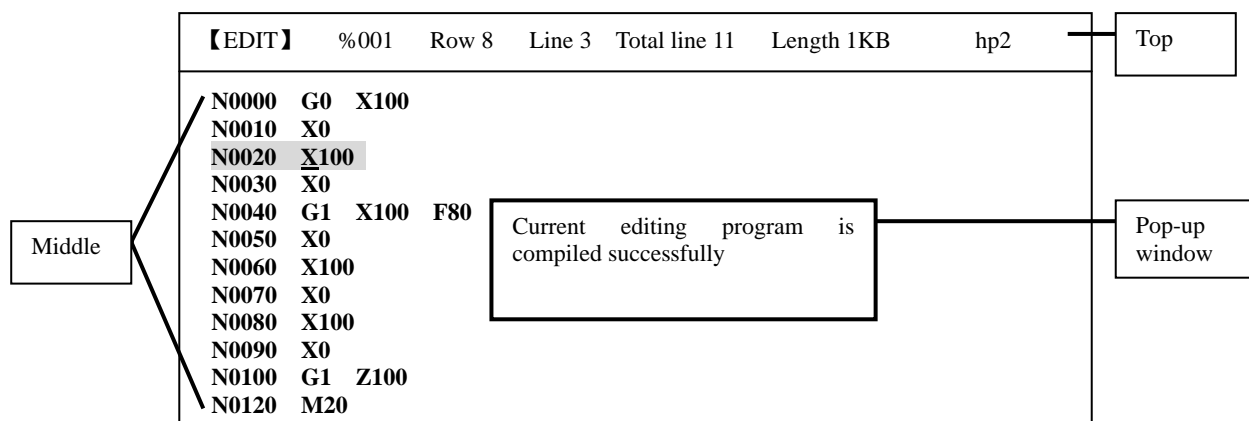 【EDIT】 %001 Row 8 Line 3 Total line 11 Length 1KB hp2
Top
N0000 G0 X100
N0010 X0
N0020 X100
N0030 X0
N0040 G1 X100 F80
N0050 X0
N0060 X100
N0070 X0
N0080 X100
N0090 X0
N0100 G1 Z100
N0120 M20
Middle
Current editing program is
compiled successfully
Pop-up
window